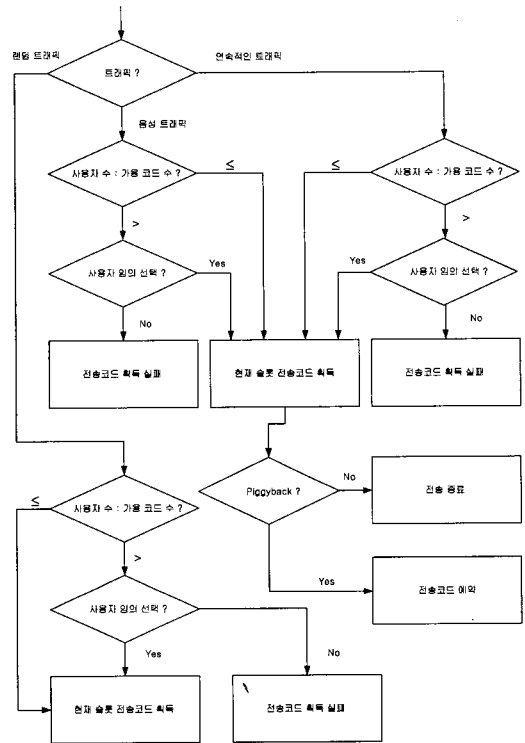 랜덤 트래픽
연속적인 트래픽
트래픽 ?
음성 트래픽
사용자 수 : 가용 코드 수 ?
≤
≤
사용자 수 : 가용 코드 수 ?
>
>
사용자 임의 선택 ?
Yes
Yes
사용자 임의 선택 ?
No
No
전송코드 획득 실패
현재 슬롯 전송코드 획득
전송코드 획득 실패
Piggyback ?
No
전송 종료
≤
사용자 수 : 가용 코드 수 ?
>
Yes
전송코드 예약
사용자 임의 선택 ?
Yes
No
현재 슬롯 전송코드 획득
전송코드 획득 실패